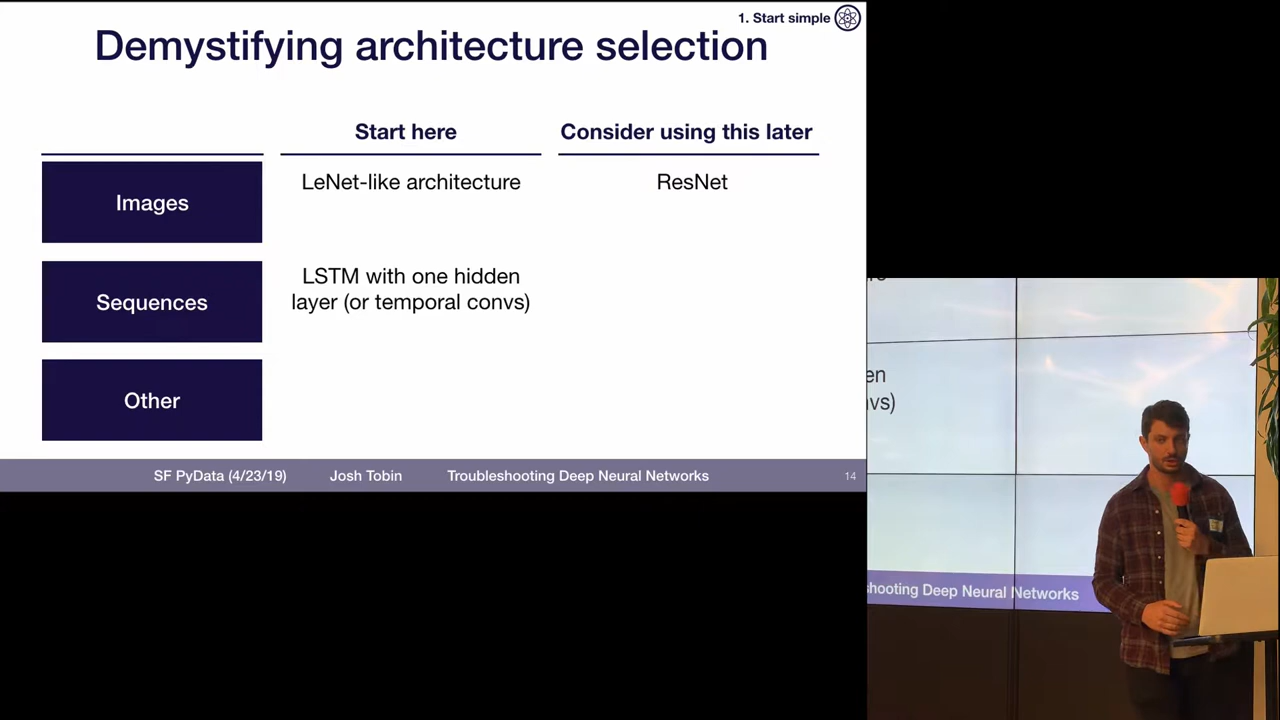 1. Start simple
Demystifying architecture selection
Start here
Consider using this later
Images
LeNet-like architecture
ResNet
Sequences
LSTM with one hidden
layer (or temporal convs)
Other
SF PyData (4/23/19)
Josh Tobin
Troubleshooting Deep Neural Networks
14
en
vs)
hooting Deep Neural Networks